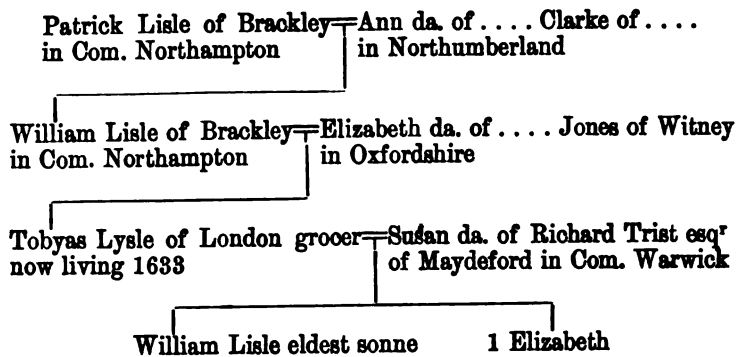 Patrick Lisle of Brackley=Ann da. of . . . . Clarke of . . . .
in Com. Northampton in Northumberland
William Lisle of Brackley=Elizabeth da. of . . . . Jones of Witney
in Com. Northampton in Oxfordshire
Tobyas Lysle of London grocer=Suſan da. of Richard Trist esqʳ
now living 1633 of Maydeford in Com. Warwick
William Lisle eldest sonne 1 Elizabeth